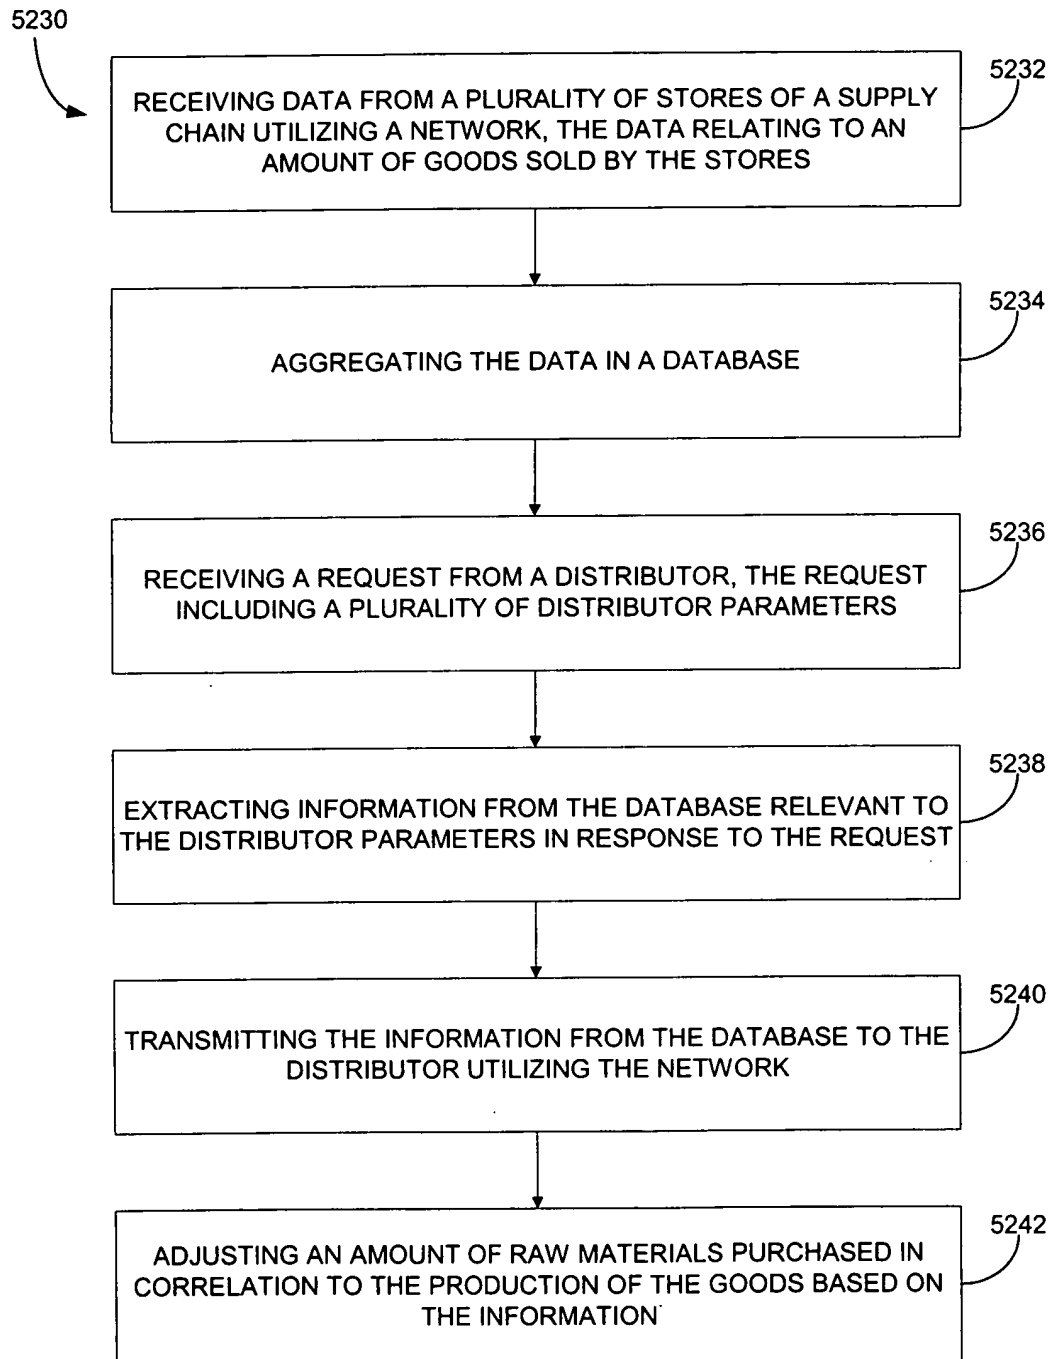 5230
5232
RECEIVING DATA FROM A PLURALITY OF STORES OF A SUPPLY
CHAIN UTILIZING A NETWORK, THE DATA RELATING TO AN
AMOUNT OF GOODS SOLD BY THE STORES
5234
AGGREGATING THE DATA IN A DATABASE
5236
RECEIVING A REQUEST FROM A DISTRIBUTOR, THE REQUEST
INCLUDING A PLURALITY OF DISTRIBUTOR PARAMETERS
5238
EXTRACTING INFORMATION FROM THE DATABASE RELEVANT TO
THE DISTRIBUTOR PARAMETERS IN RESPONSE TO THE REQUEST
5240
TRANSMITTING THE INFORMATION FROM THE DATABASE TO THE
DISTRIBUTOR UTILIZING THE NETWORK
5242
ADJUSTING AN AMOUNT OF RAW MATERIALS PURCHASED IN
CORRELATION TO THE PRODUCTION OF THE GOODS BASED ON
THE INFORMATION